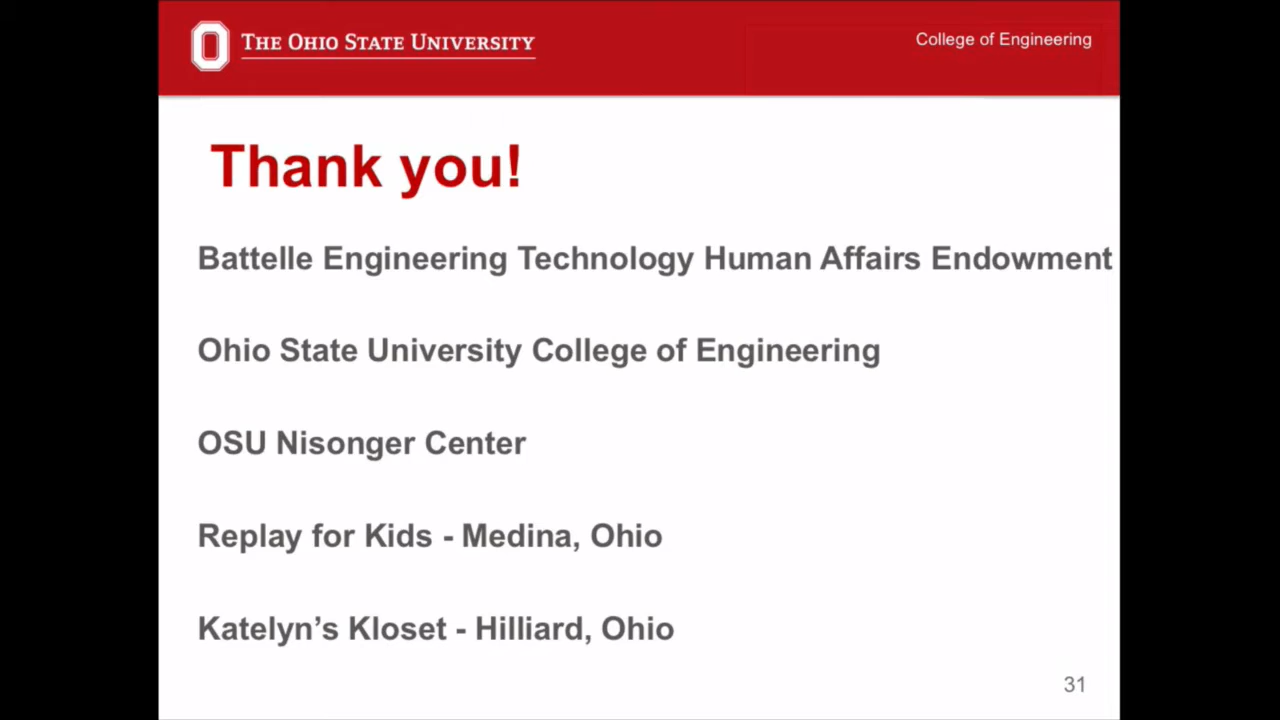 THE OHIO STATE UNIVERSITY
College of Engineering
Thank you!
Battelle Engineering Technology Human Affairs Endowment
Ohio State University College of Engineering
OSU Nisonger Center
Replay for Kids - Medina, Ohio
Katelyn’s Kloset - Hilliard, Ohio
31